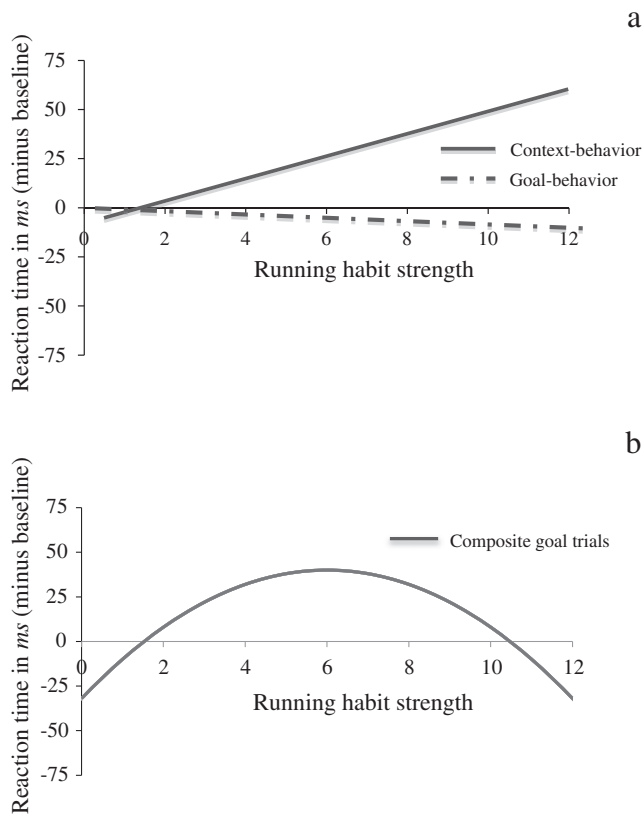 a
Reaction time in ms (minus baseline)
75
50
25
0
-25
-50
-75
0 2 4 6 8 10 12
Running habit strength
Context-behavior
Goal-behavior
b
Reaction time in ms (minus baseline)
75
50
25
0
-25
-50
-75
0 2 4 6 8 10 12
Running habit strength
Composite goal trials